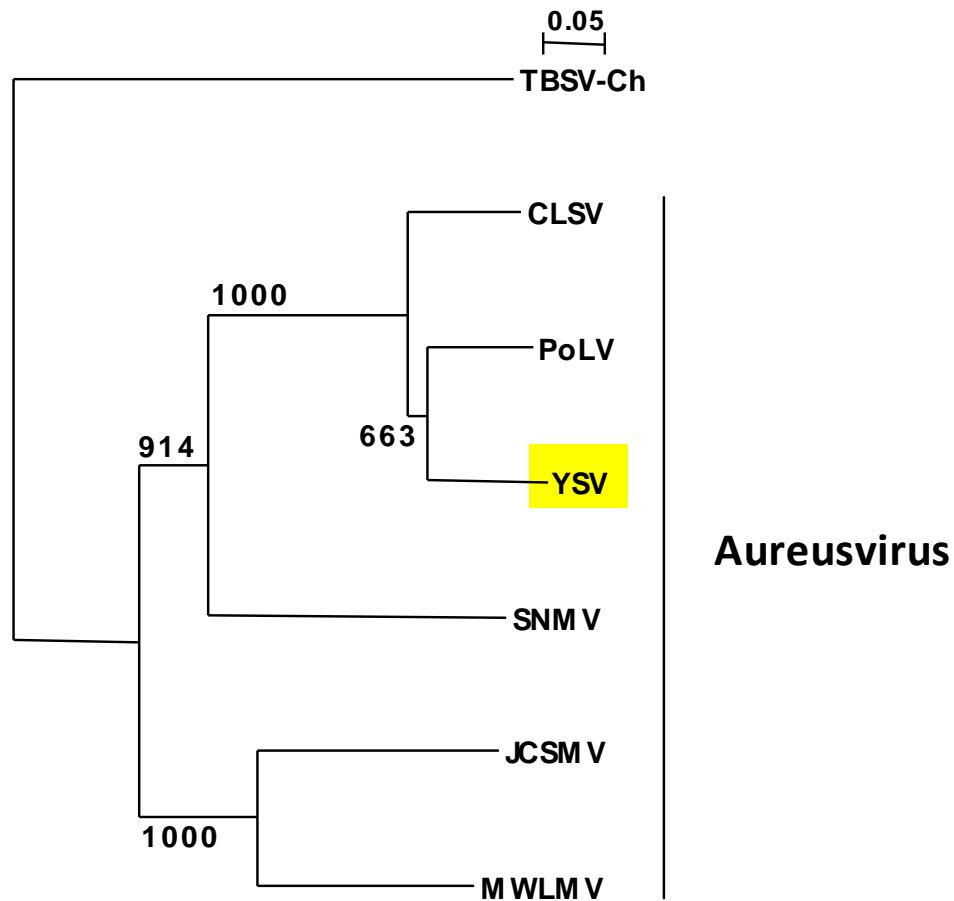 0.05
TBSV-Ch
CLSV
1000
PoLV
663
914
YSV
Aureusvirus
SNMV
JCSMV
1000
MWLMV